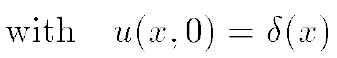 with u(x, 0) = δ(x)